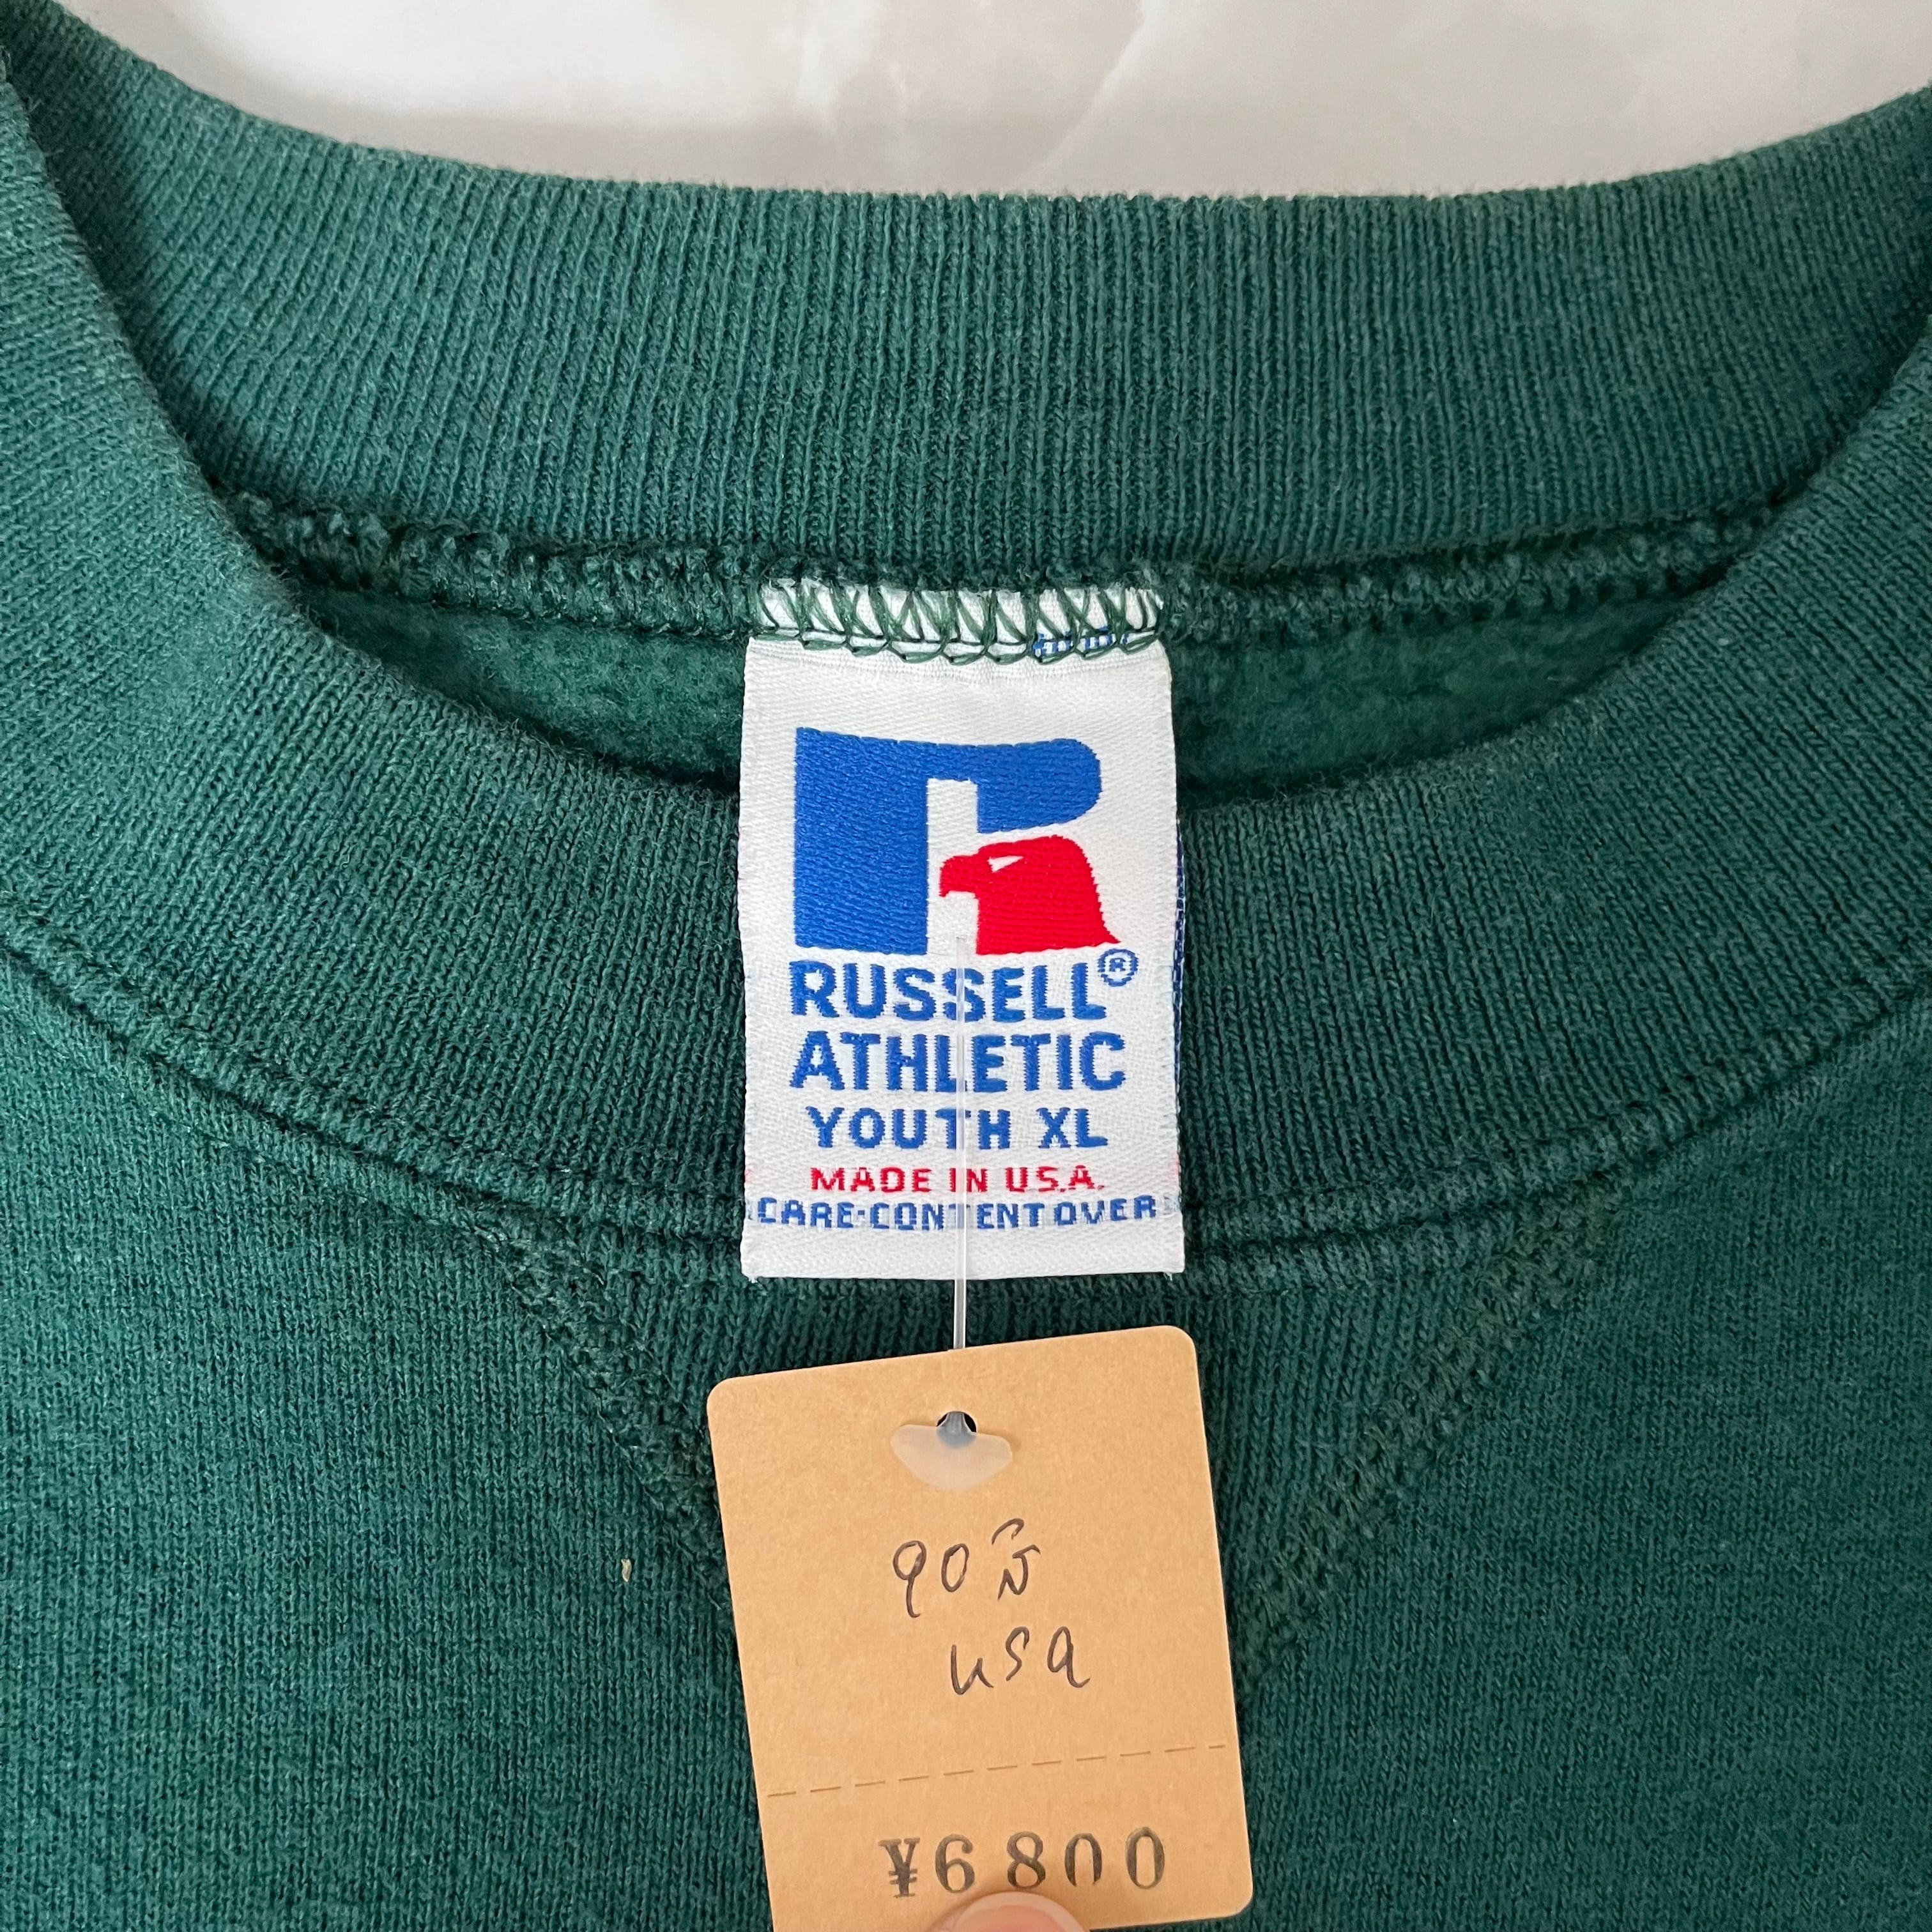 RUSSELL®
ATHLETIC
YOUTH XL
MADE IN U.S.A.
CARE-CONTENT OVER
90's
USA
¥6800